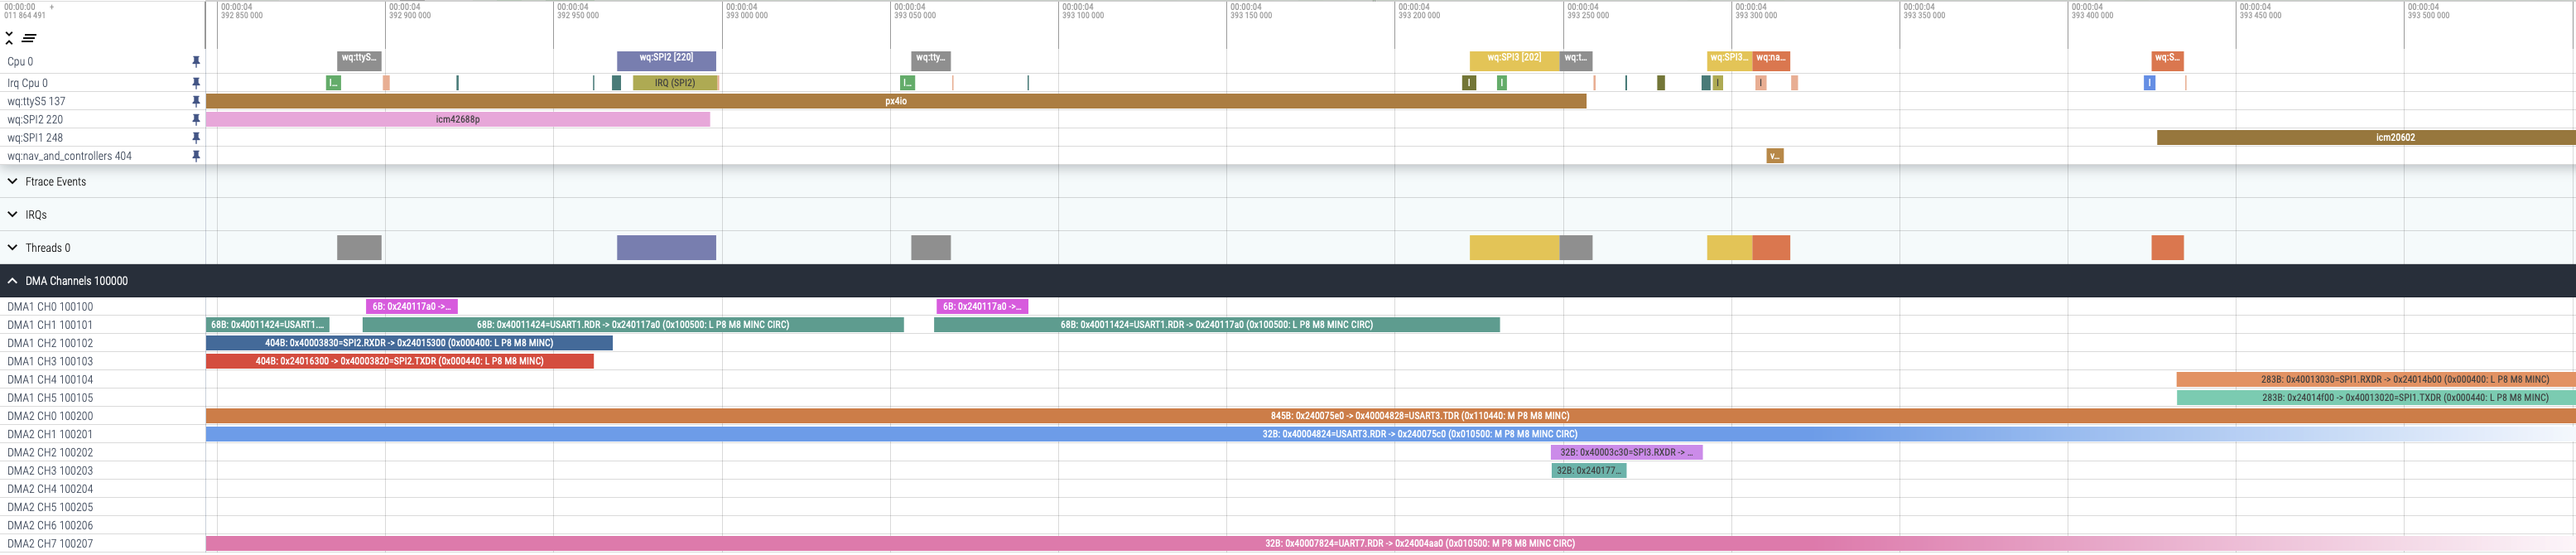 00:00:00 +
011 864 491
00:00:04
392 850 000
00:00:04
392 900 000
00:00:04
392 950 000
00:00:04
393 000 000
00:00:04
393 050 000
00:00:04
393 100 000
00:00:04
393 150 000
00:00:04
393 200 000
00:00:04
393 250 000
00:00:04
393 300 000
00:00:04
393 350 000
00:00:04
393 400 000
00:00:04
393 450 000
00:00:04
393 500 000
Cpu 0
wq:ttyS...
wq:SPI2 [220]
wq:tty...
wq:SPI3 [202]
wq:t...
wq:SPI3...
wq:na...
wq:S...
Irq Cpu 0
I...
IRQ (SPI2)
I...
I
I
I
I
I
wq:ttyS5 137
px4io
wq:SPI2 220
icm42688p
wq:SPI1 248
icm20602
wq:nav_and_controllers 404
v...
Ftrace Events
IRQs
Threads 0
DMA Channels 100000
DMA1 CH0 100100
6B: 0x240117a0 ->...
6B: 0x240117a0 ->...
DMA1 CH1 100101
68B: 0x40011424=USART1....
68B: 0x40011424=USART1.RDR -> 0x240117a0 (0x100500: L P8 M8 MINC CIRC)
68B: 0x40011424=USART1.RDR -> 0x240117a0 (0x100500: L P8 M8 MINC CIRC)
DMA1 CH2 100102
404B: 0x40003830=SPI2.RXDR -> 0x24015300 (0x000400: L P8 M8 MINC)
DMA1 CH3 100103
404B: 0x24016300 -> 0x40003820=SPI2.TXDR (0x000440: L P8 M8 MINC)
DMA1 CH4 100104
283B: 0x40013030=SPI1.RXDR -> 0x24014b00 (0x000400: L P8 M8 MINC)
DMA1 CH5 100105
283B: 0x24014f00 -> 0x40013020=SPI1.TXDR (0x000440: L P8 M8 MINC)
DMA2 CH0 100200
845B: 0x240075e0 -> 0x40004828=USART3.TDR (0x110440: M P8 M8 MINC)
DMA2 CH1 100201
32B: 0x40004824=USART3.RDR -> 0x240075c0 (0x010500: M P8 M8 MINC CIRC)
DMA2 CH2 100202
32B: 0x40003c30=SPI3.RXDR -> ...
DMA2 CH3 100203
32B: 0x240177...
DMA2 CH4 100204
DMA2 CH5 100205
DMA2 CH6 100206
DMA2 CH7 100207
32B: 0x40007824=UART7.RDR -> 0x24004aa0 (0x010500: M P8 M8 MINC CIRC)